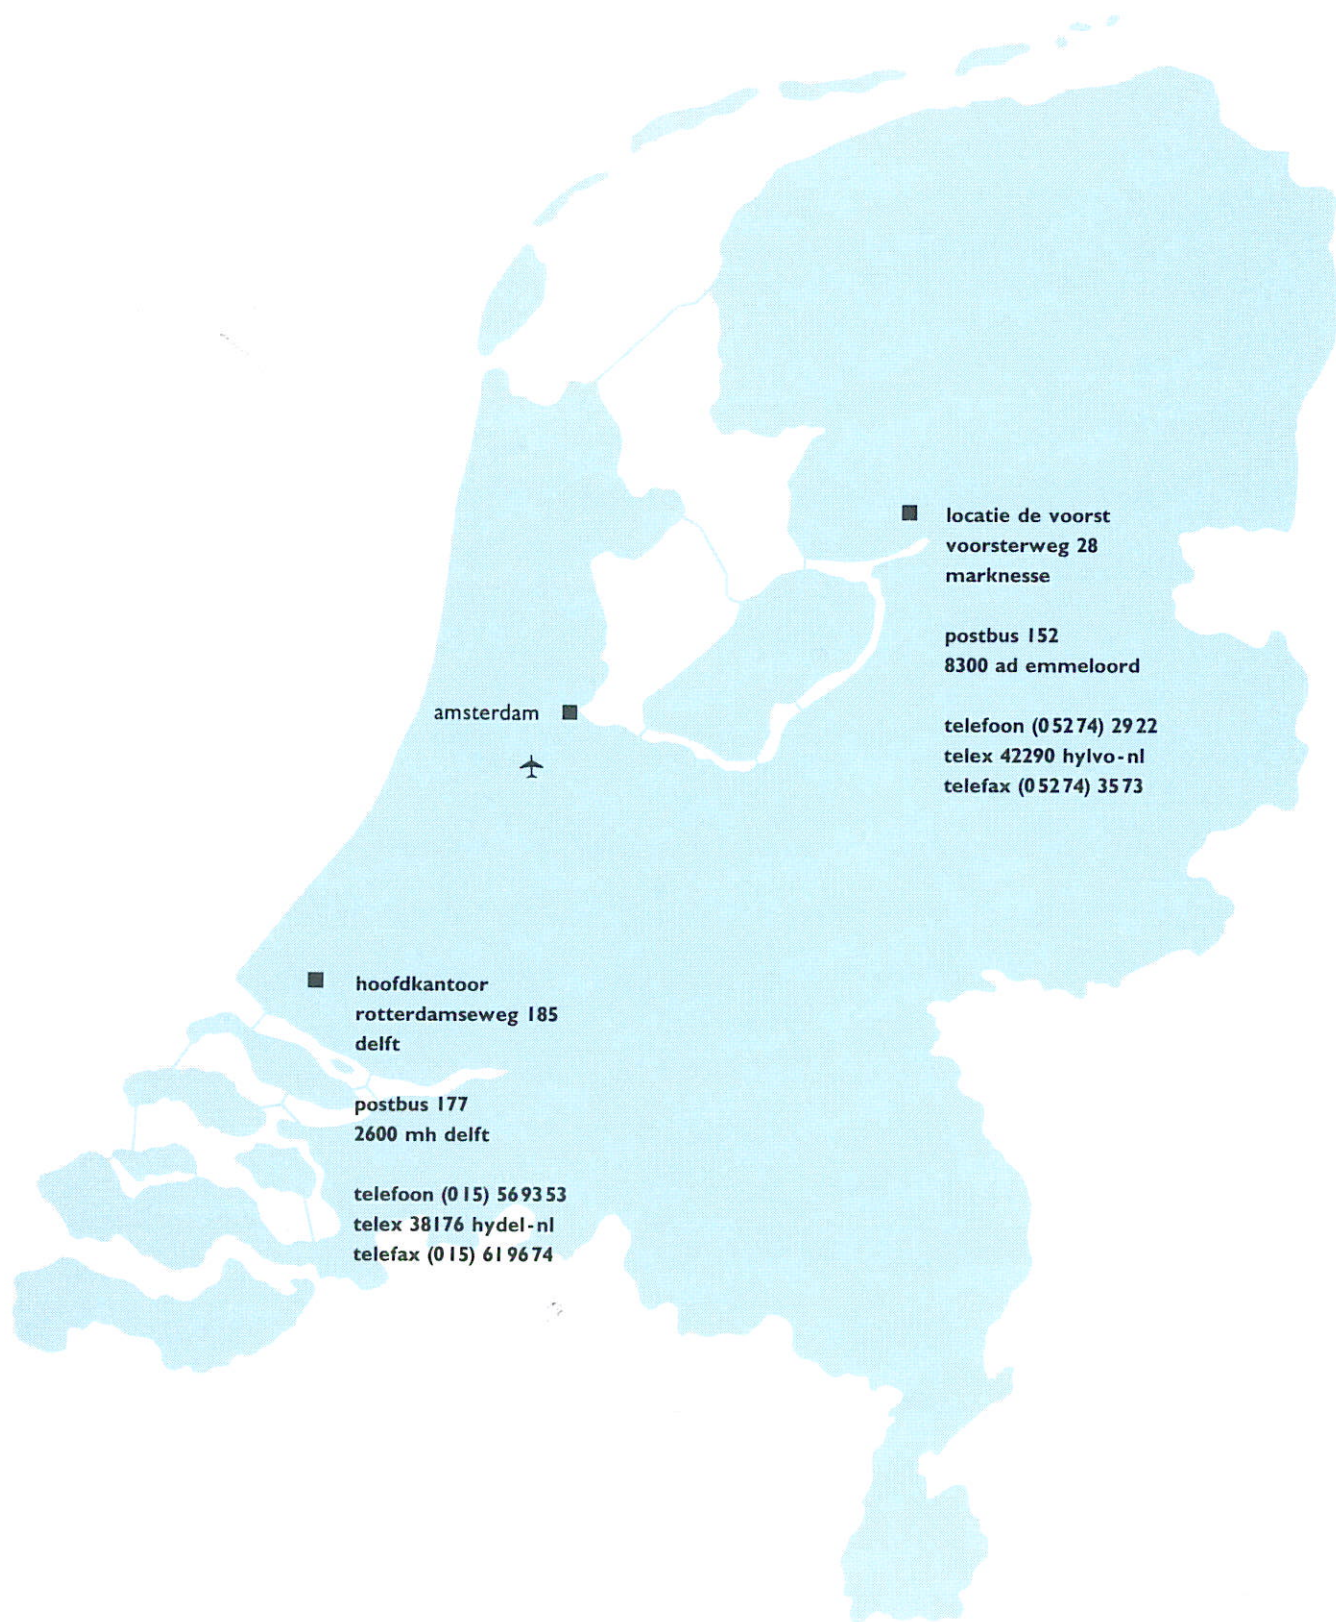 locatie de voorst
voorsterweg 28
marknesse
postbus 152
8300 ad emmeloord
telefoon (05274) 2922
telex 42290 hylvo-nl
telefax (05274) 3573
amsterdam
hoofdkantoor
rotterdamseweg 185
delft
postbus 177
2600 mh delft
telefoon (015) 569353
telex 38176 hydel-nl
telefax (015) 619674